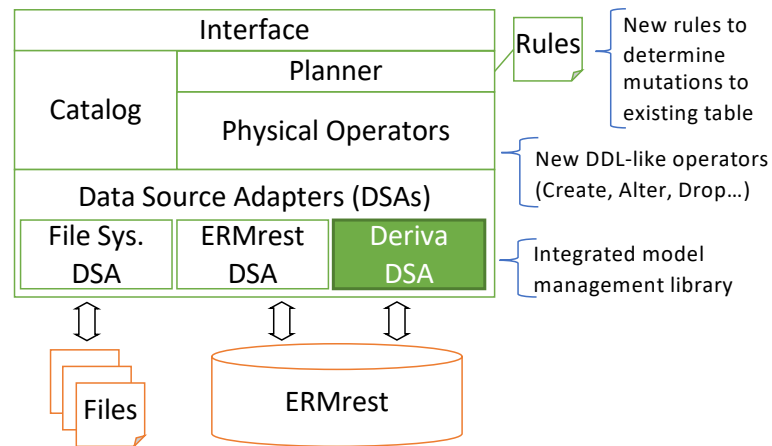 Interface
Planner
Catalog
Physical Operators
Rules
New rules to
determine
mutations to
existing table
New DDL-like operators
(Create, Alter, Drop...)
Data Source Adapters (DSAs)
File Sys.
DSA
ERMrest
DSA
Deriva
DSA
Integrated model
management library
Files
ERMrest